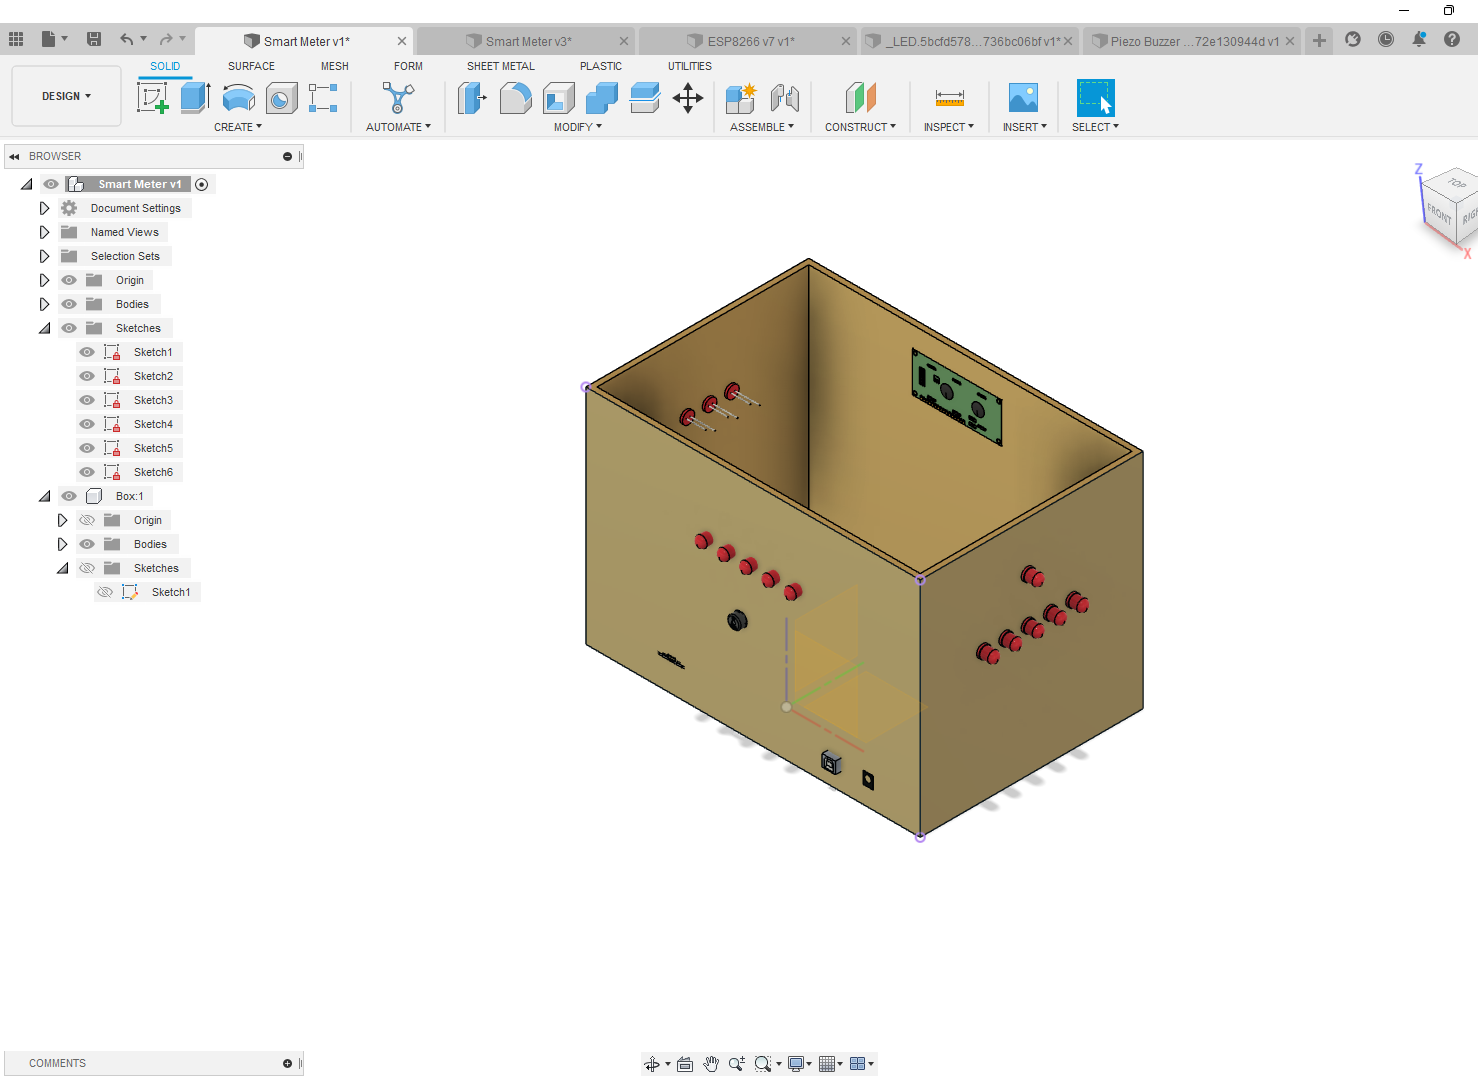 Smart Meter v1*
Smart Meter v3*
ESP8266 v7 v1*
_LED.5bcfd578...736bc06bf v1*
Piezo Buzzer ...72e130944d v1
DESIGN
SOLID
SURFACE
MESH
FORM
SHEET METAL
PLASTIC
UTILITIES
CREATE
AUTOMATE
MODIFY
ASSEMBLE
CONSTRUCT
INSPECT
INSERT
SELECT
BROWSER
Smart Meter v1
Document Settings
Named Views
Selection Sets
Origin
Bodies
Sketches
Sketch1
Sketch2
Sketch3
Sketch4
Sketch5
Sketch6
Box:1
Origin
Bodies
Sketches
Sketch1
Z
TOP
FRONT
RIGH
X
COMMENTS